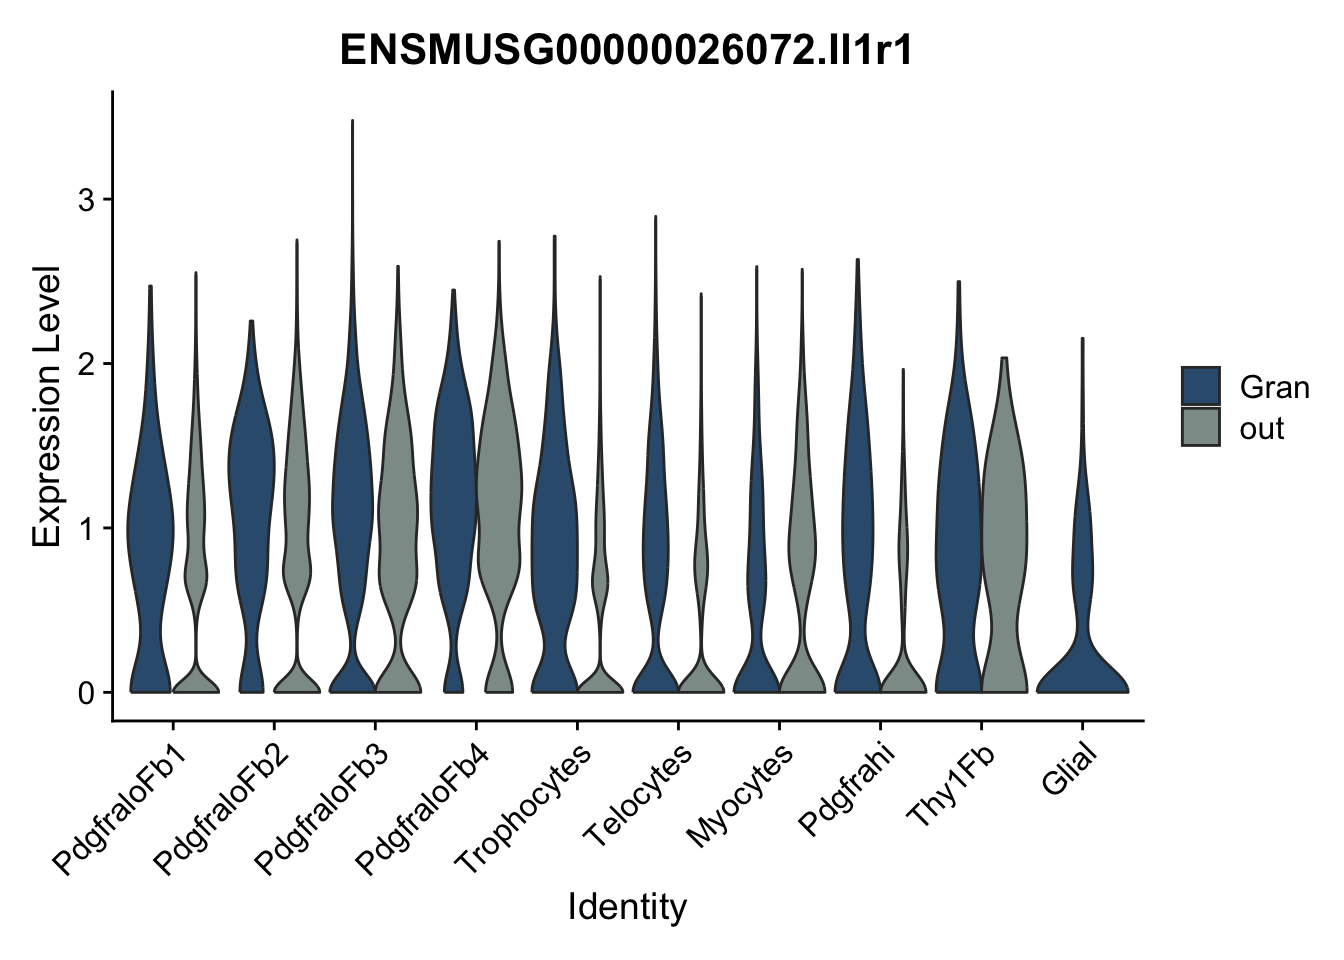 ENSMUSG00000026072.Il1r1
Expression Level
3
2
1
0
PdgfraloFb1
PdgfraloFb2
PdgfraloFb3
PdgfraloFb4
Trophocytes
Telocytes
Myocytes
Pdgfrahi
Thy1Fb
Glial
Identity
Gran
out